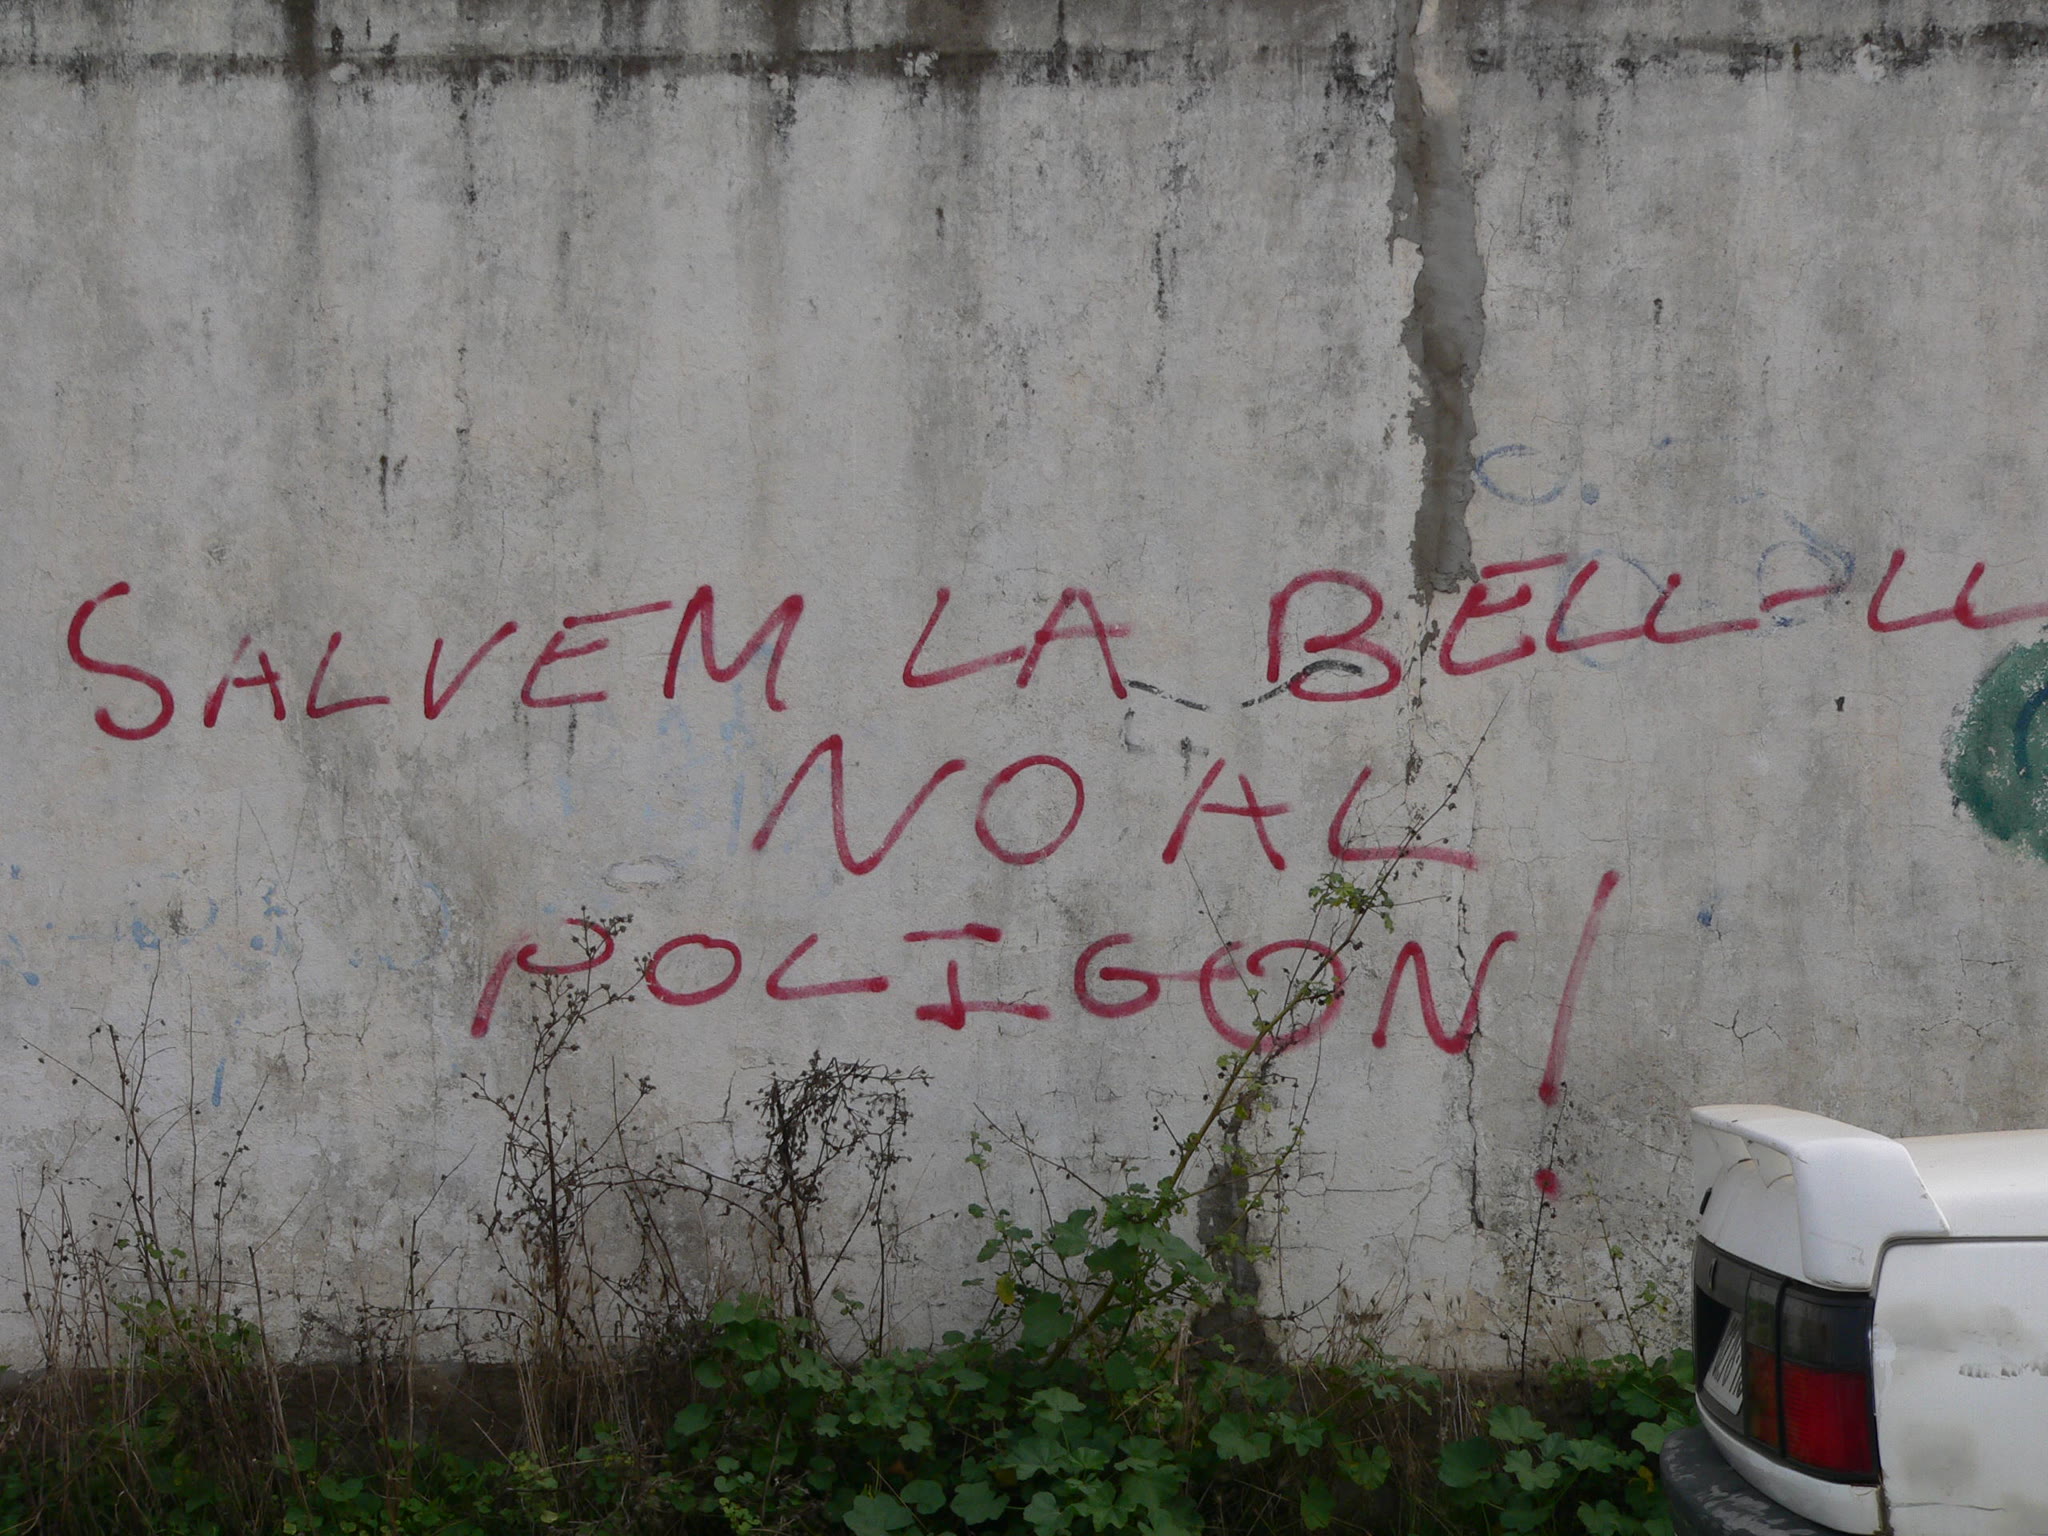 SALVEM LA BELL-LL
NO AL
POLIGON!